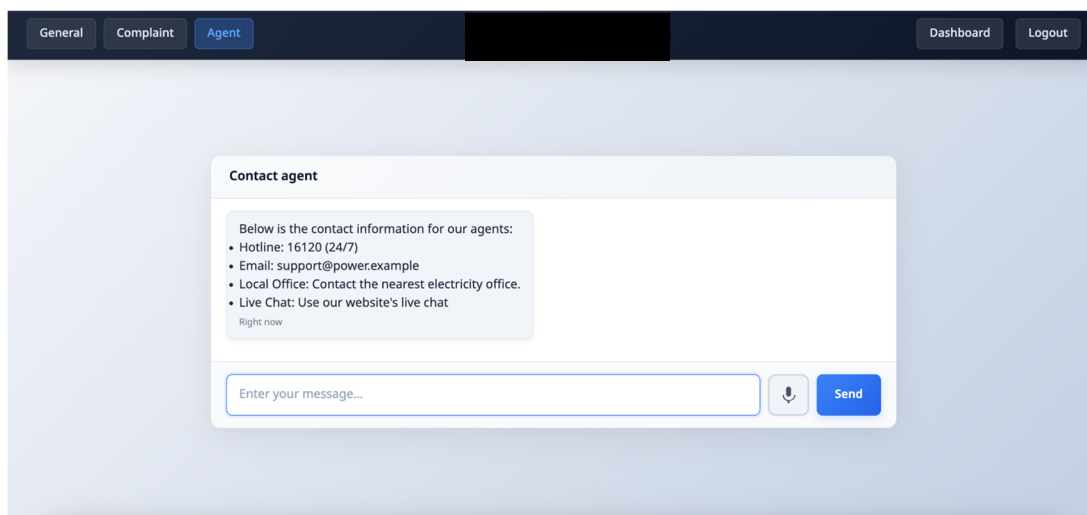 General Complaint Agent Dashboard Logout
Contact agent
Below is the contact information for our agents:
• Hotline: 16120 (24/7)
• Email: support@power.example
• Local Office: Contact the nearest electricity office.
• Live Chat: Use our website's live chat
Right now
Enter your message...
Send